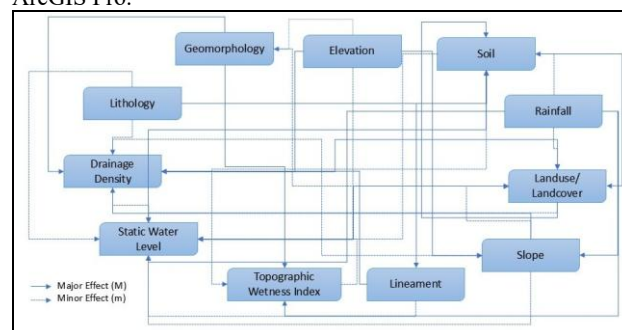 ArcGIS Pro.
Geomorphology
Elevation
Soil
Lithology
Rainfall
Drainage
Density
Landuse/
Landcover
Static Water
Level
Slope
Topographic
Wetness Index
Lineament
Major Effect (M)
Minor Effect (m)